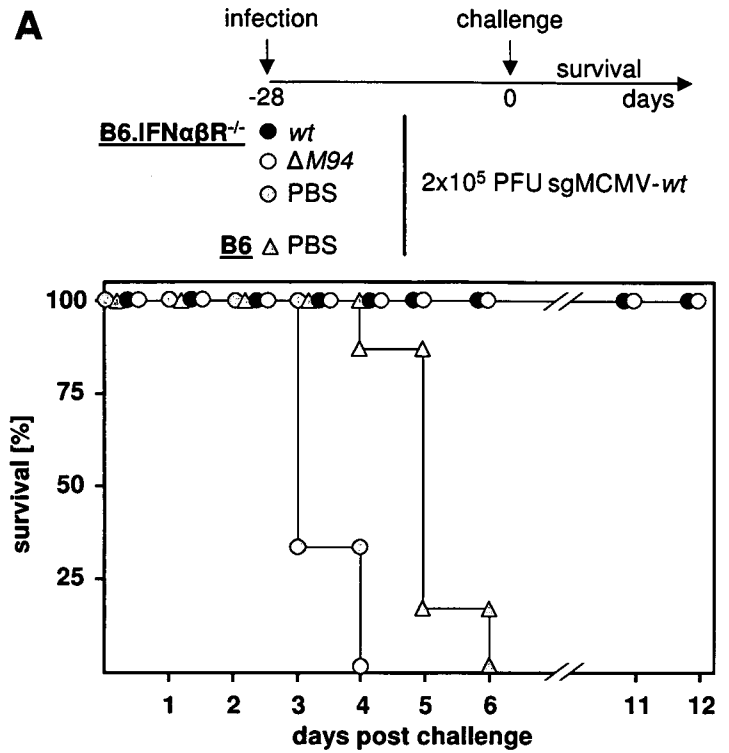 A
infection challenge
survival
-28 0 days
B6.IFNαβR-/- wt
ΔM94
PBS
2x10⁵ PFU sgMCMV-wt
B6 PBS
100
75
50
25
survival [%]
1 2 3 4 5 6 11 12
days post challenge